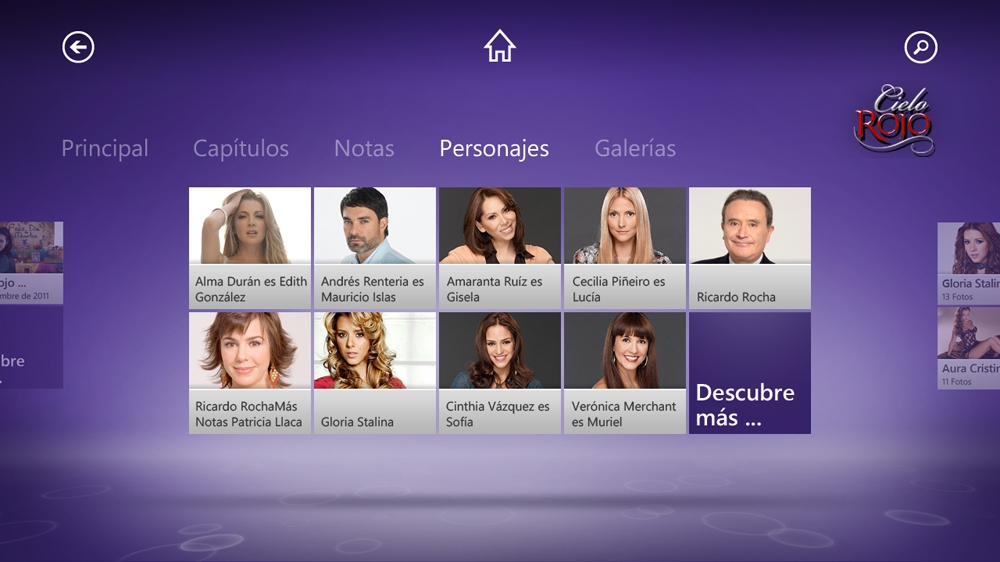 Cielo
ROJO
Principal
Capítulos
Notas
Personajes
Galerías
Alma Durán es Edith
González
Andrés Renteria es
Mauricio Islas
Amaranta Ruíz es
Gisela
Cecilia Piñeiro es
Lucía
Ricardo Rocha
Ricardo RochaMás
Notas Patricia Llaca
Gloria Stalina
Cinthia Vázquez es
Sofía
Verónica Merchant
es Muriel
Descubre
más ...
ojo ...
mbre de 2011
bre
Gloria Stalin
13 Fotos
Aura Cristin
11 Fotos